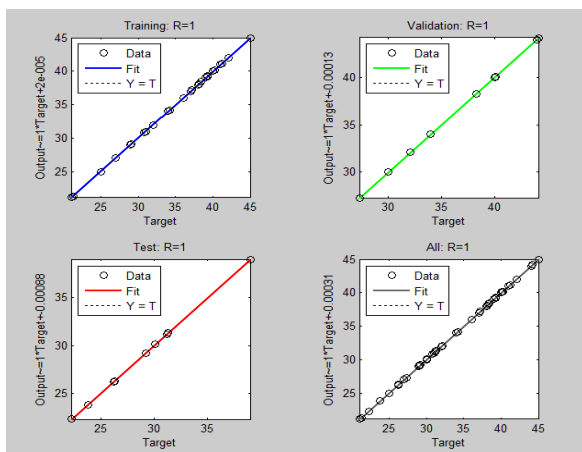 Training: R=1
Output~=1*Target+2e-005
45
40
35
30
25
Data
Fit
Y = T
25 30 35 40 45
Target
Validation: R=1
Output~=1*Target+-0.00013
40
35
30
Data
Fit
Y = T
30 35 40
Target
Test: R=1
Output~=1*Target+-0.00088
35
30
25
Data
Fit
Y = T
25 30 35
Target
All: R=1
Output~=1*Target+-0.00031
45
40
35
30
25
Data
Fit
Y = T
25 30 35 40 45
Target